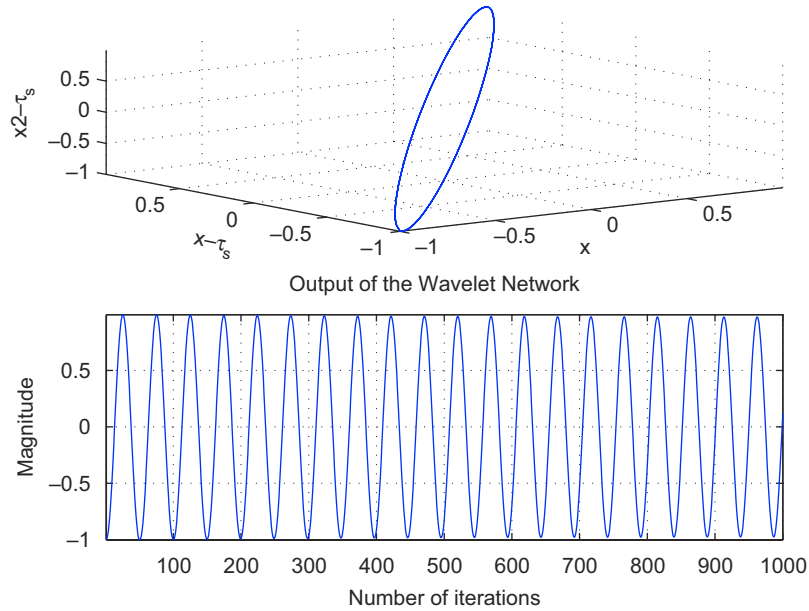 x2–τs
0.5
0
–0.5
–1
0.5
0
–0.5
–1
x–τs
–1
–0.5
0
0.5
x
Output of the Wavelet Network
Magnitude
0.5
0
–0.5
–1
100 200 300 400 500 600 700 800 900 1000
Number of iterations